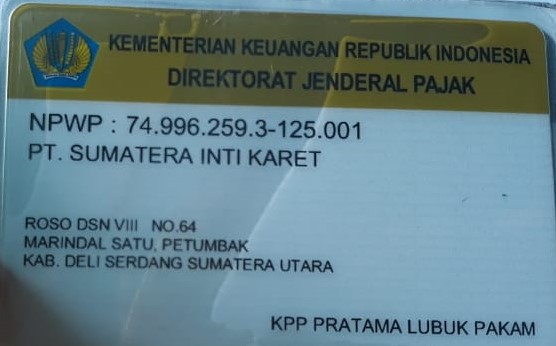 KEMENTERIAN KEUANGAN REPUBLIK INDONESIA
DIREKTORAT JENDERAL PAJAK
NPWP : 74.996.259.3-125.001
PT. SUMATERA INTI KARET
ROSO DSN VIII NO.64
MARINDAL SATU, PETUMBAK
KAB. DELI SERDANG SUMATERA UTARA
KPP PRATAMA LUBUK PAKAM